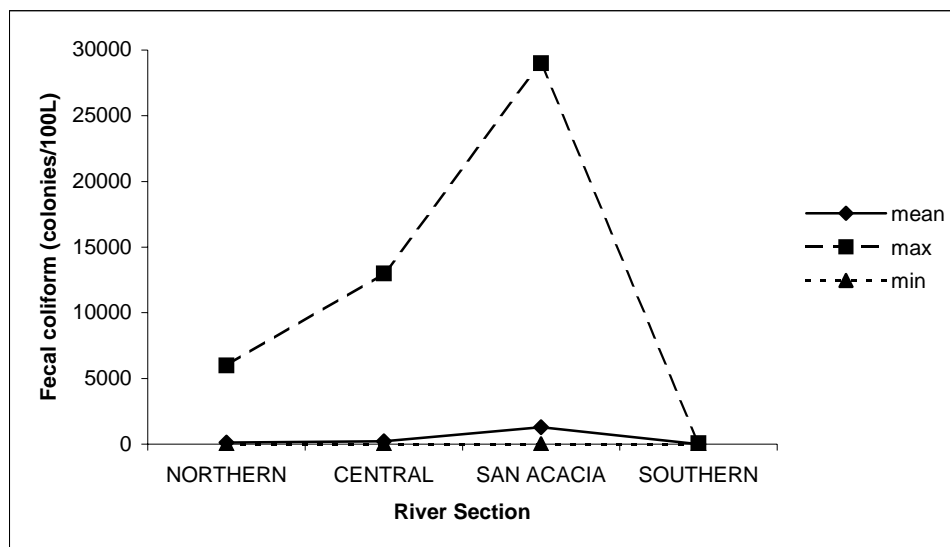 30000
25000
20000
15000
10000
5000
0
Fecal coliform (colonies/100L)
NORTHERN CENTRAL SAN ACACIA SOUTHERN
River Section
mean
max
min